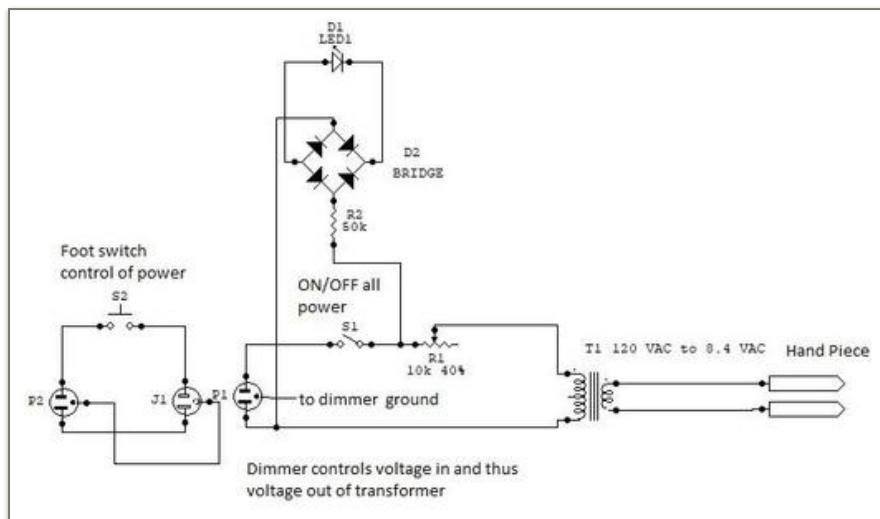 D1
LED1
D2
BRIDGE
R2
50k
Foot switch
control of power
S2
ON/OFF all
power
S1
R1
10k 40%
T1 120 VAC to 8.4 VAC
Hand Piece
P2
J1
P1
to dimmer ground
Dimmer controls voltage in and thus
voltage out of transformer